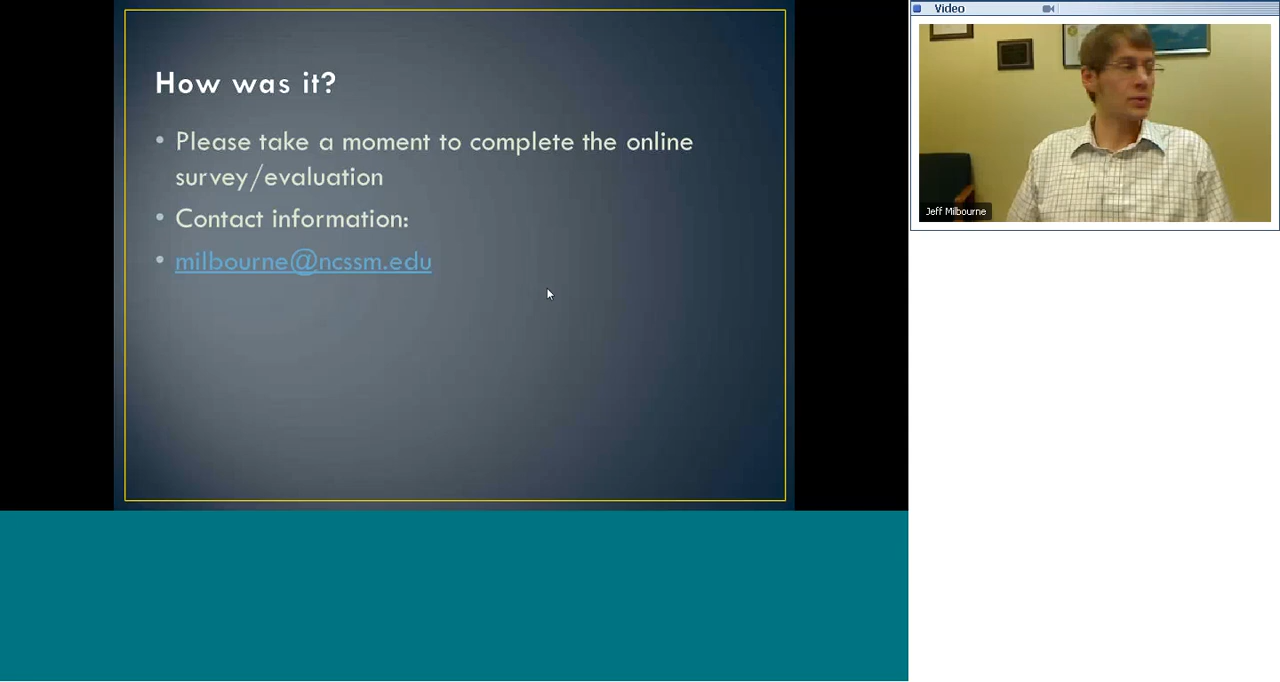 How was it?
• Please take a moment to complete the online
survey/evaluation
• Contact information:
• milbourne@ncssm.edu
Video
Jeff Milbourne